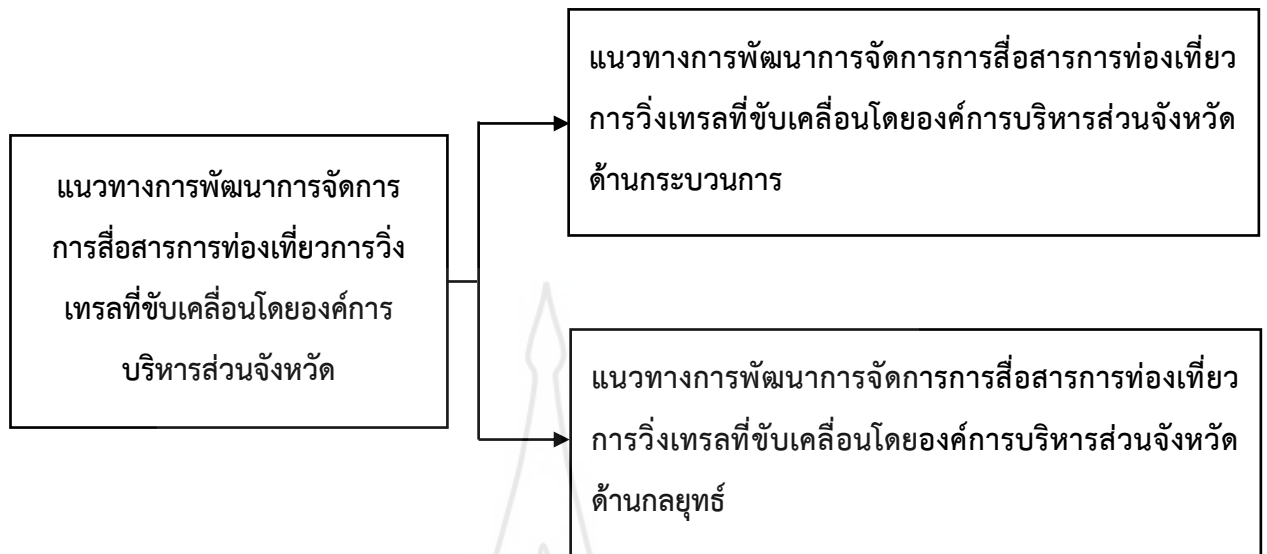 แนวทางการพัฒนาการจัดการ
การสื่อสารการท่องเที่ยวการวิ่ง
เทรลที่ขับเคลื่อนโดยองค์การ
บริหารส่วนจังหวัด
แนวทางการพัฒนาการจัดการการสื่อสารการท่องเที่ยว
การวิ่งเทรลที่ขับเคลื่อนโดยองค์การบริหารส่วนจังหวัด
ด้านกระบวนการ
แนวทางการพัฒนาการจัดการการสื่อสารการท่องเที่ยว
การวิ่งเทรลที่ขับเคลื่อนโดยองค์การบริหารส่วนจังหวัด
ด้านกลยุทธ์